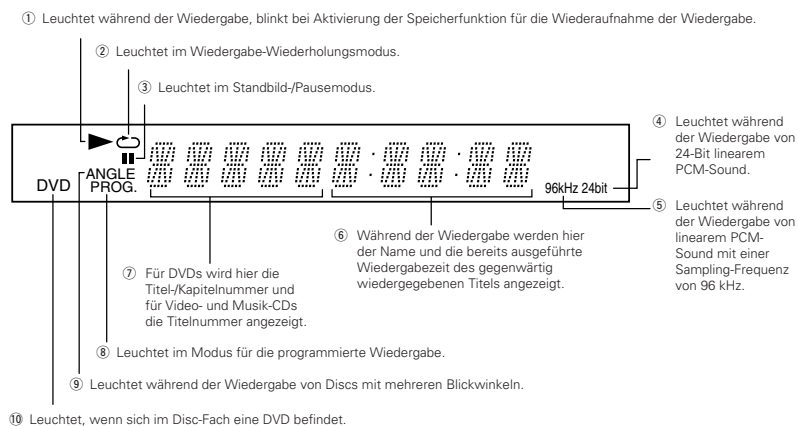 ① Leuchtet während der Wiedergabe, blinkt bei Aktivierung der Speicherfunktion für die Wiederaufnahme der Wiedergabe.
② Leuchtet im Wiedergabe-Wiederholungsmodus.
③ Leuchtet im Standbild-/Pausemodus.
④ Leuchtet während
der Wiedergabe von
24-Bit linearem
PCM-Sound.
DVD
ANGLE
PROG.
96kHz 24bit
⑤ Leuchtet während
der Wiedergabe von
linearem PCM-
Sound mit einer
Sampling-Frequenz
von 96 kHz.
⑥ Während der Wiedergabe werden hier
der Name und die bereits ausgeführte
Wiedergabezeit des gegenwärtig
wiedergegebenen Titels angezeigt.
⑦ Für DVDs wird hier die
Titel-/Kapitelnummer und
für Video- und Musik-CDs
die Titelnummer angezeigt.
⑧ Leuchtet im Modus für die programmierte Wiedergabe.
⑨ Leuchtet während der Wiedergabe von Discs mit mehreren Blickwinkeln.
⑩ Leuchtet, wenn sich im Disc-Fach eine DVD befindet.